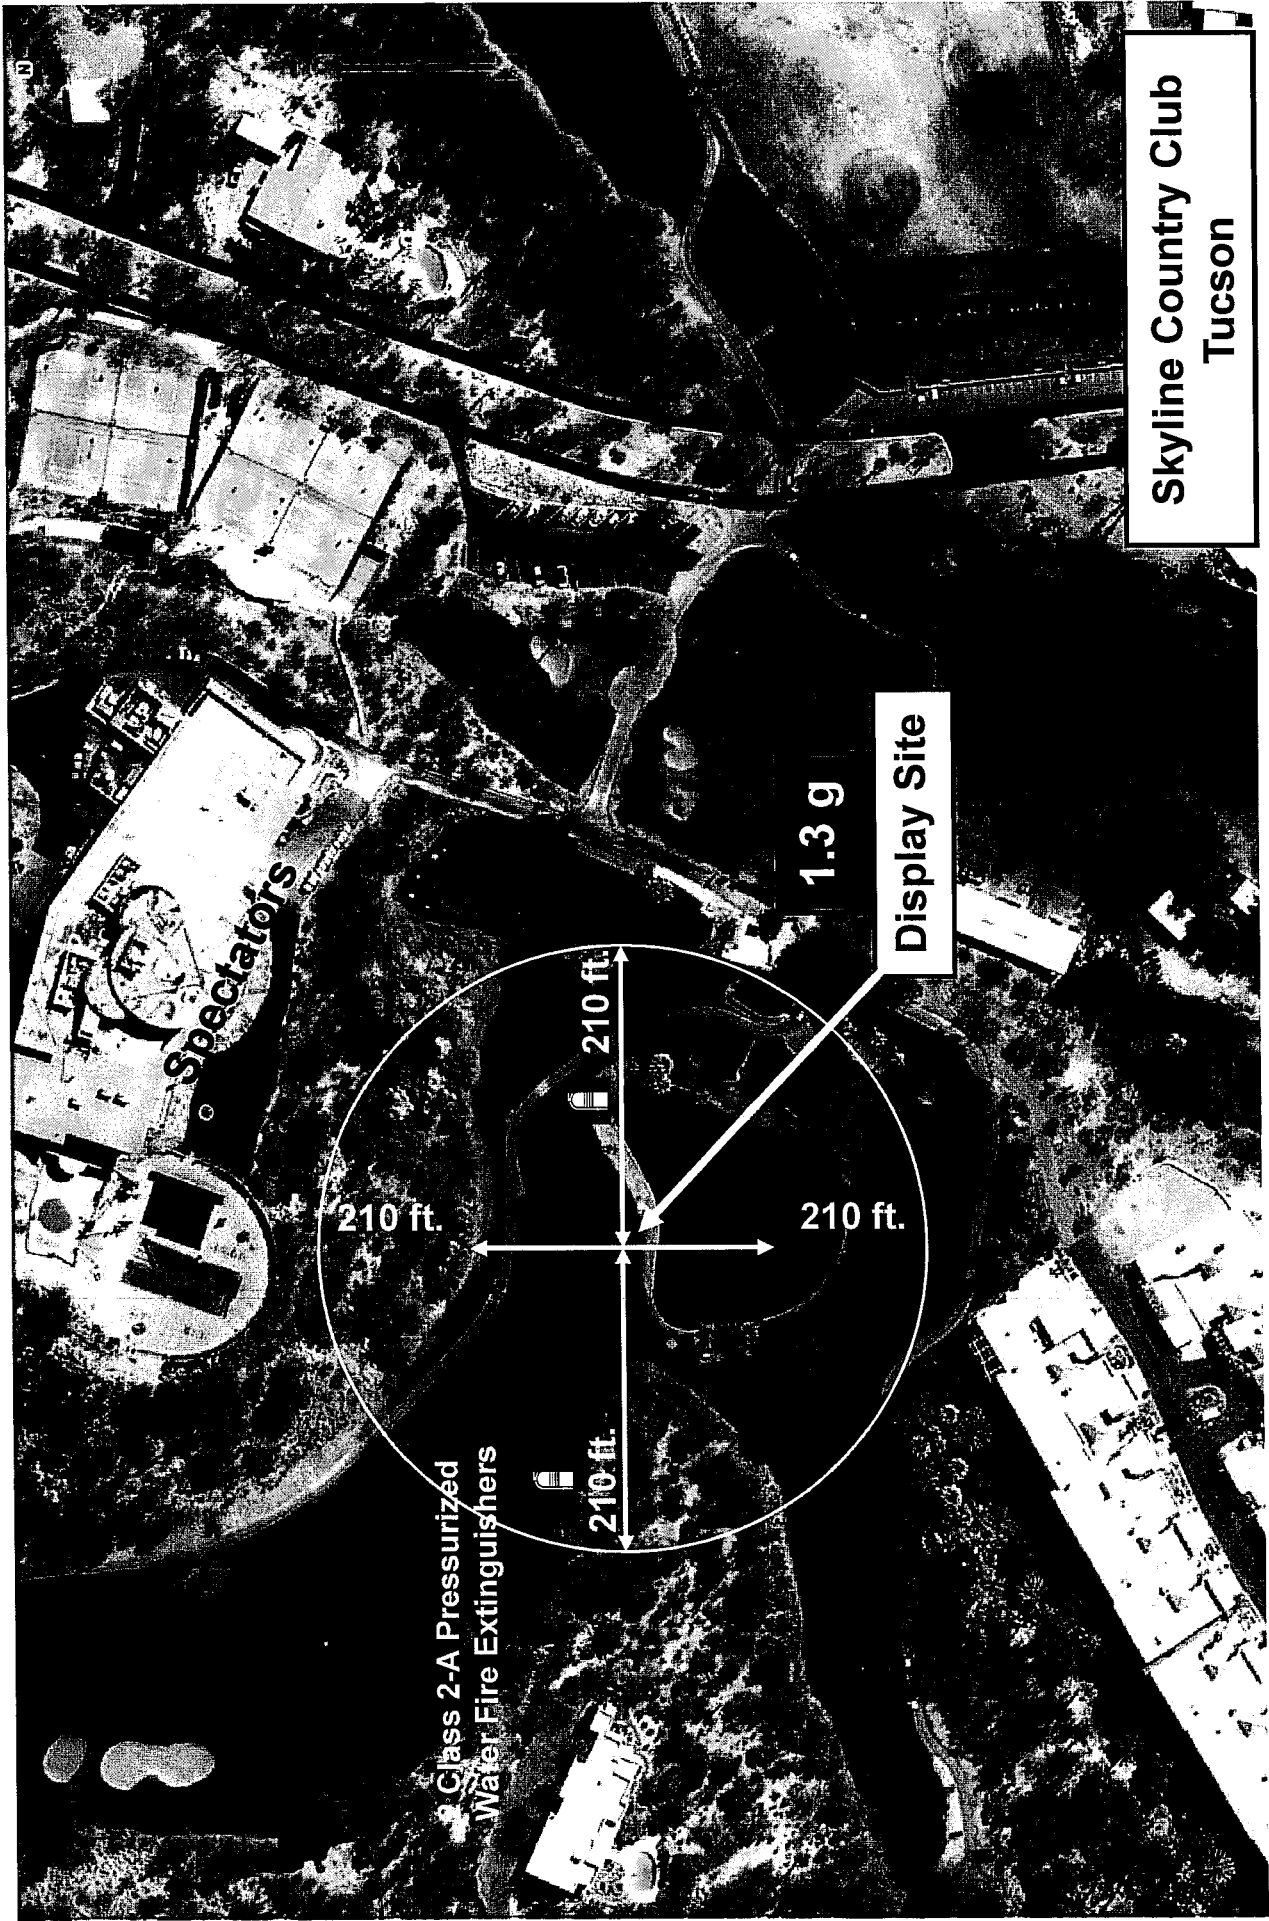 Skyline Country Club
Tucson
Spectators
1.3 g
Display Site
210 ft.
210 ft.
210 ft.
210 ft.
2 Class 2-A Pressurized
Water Fire Extinguishers
N